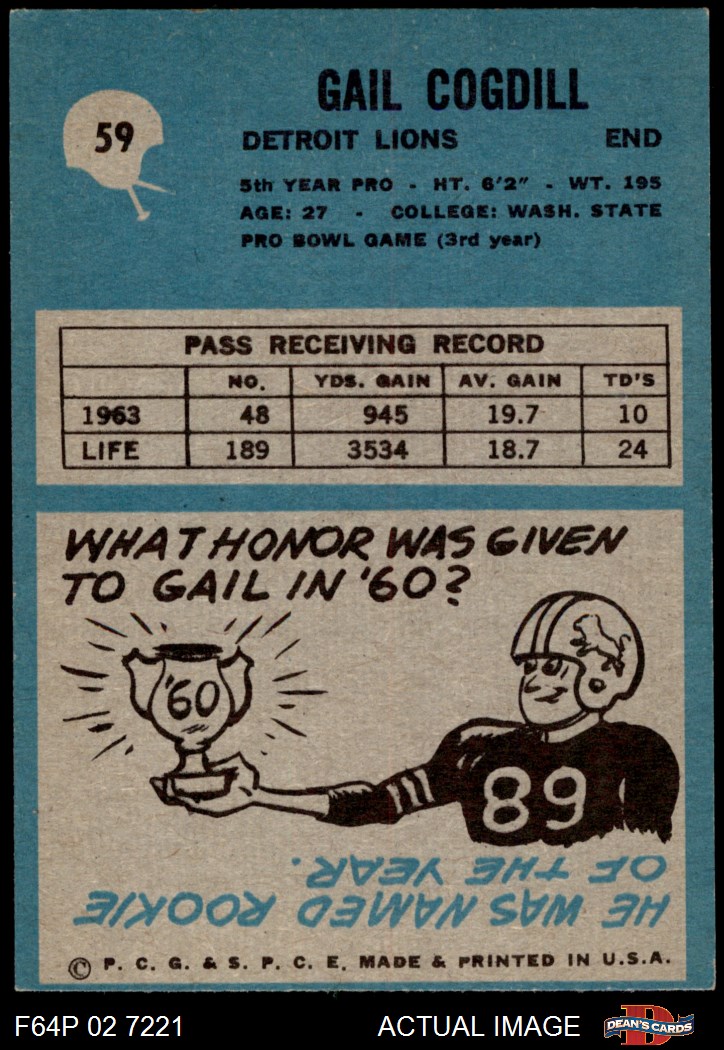 59
GAIL COGDILL
DETROIT LIONS END
5th YEAR PRO - HT. 6'2" - WT. 195
AGE: 27 - COLLEGE: WASH. STATE
PRO BOWL GAME (3rd year)
PASS RECEIVING RECORD
NO. YDS. GAIN AV. GAIN TD'S
1963 48 945 19.7 10
LIFE 189 3534 18.7 24
WHAT HONOR WAS GIVEN
TO GAIL IN '60?
'60
89
HE WAS NAMED ROOKIE
OF THE YEAR.
© P. C. G. & S. P. C. E. MADE & PRINTED IN U.S.A.
F64P 02 7221 ACTUAL IMAGE D DEAN'S CARDS